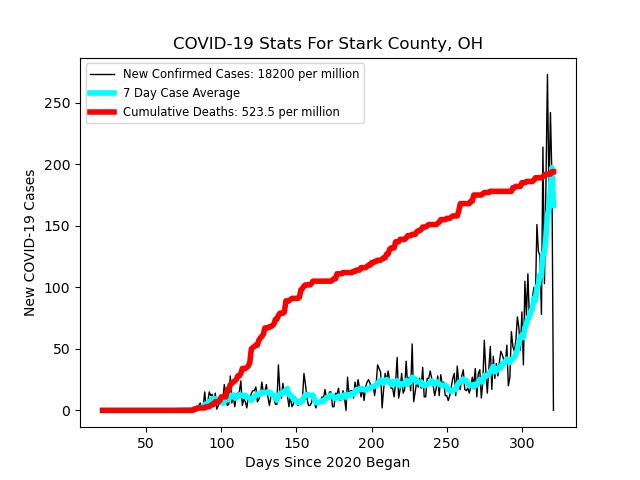 COVID-19 Stats For Stark County, OH
New Confirmed Cases: 18200 per million
7 Day Case Average
Cumulative Deaths: 523.5 per million
New COVID-19 Cases
250
200
150
100
50
0
50 100 150 200 250 300
Days Since 2020 Began